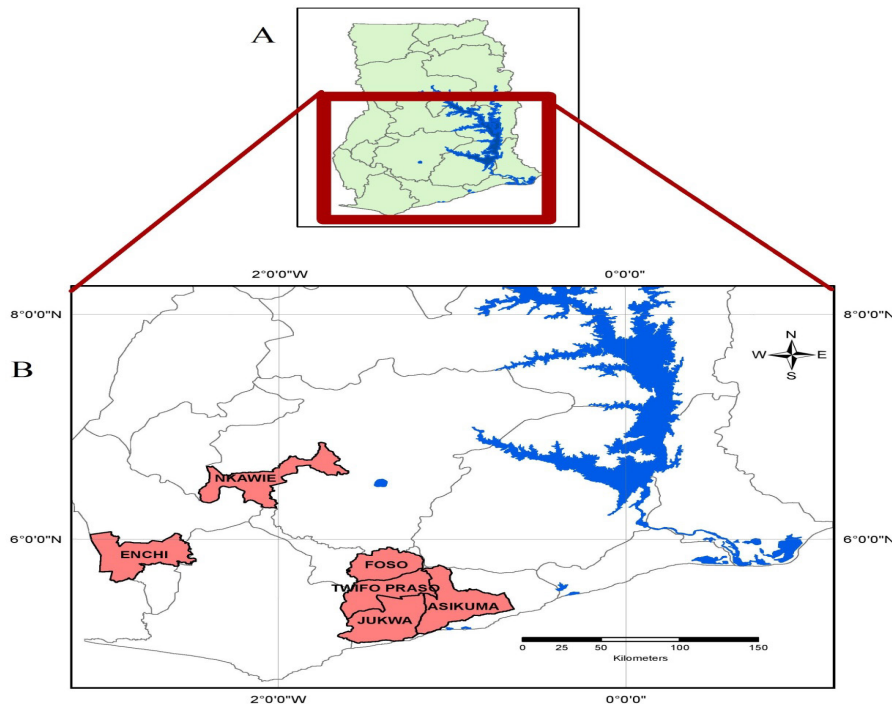 A
2°0'0"W 0°0'0"
8°0'0"N 8°0'0"N
B
N
W E
S
NKAWIE
6°0'0"N 6°0'0"N
ENCHI
FOSO
TWIFO PRASO
ASIKUMA
JUKWA
0 25 50 100 150
Kilometers
2°0'0"W 0°0'0"